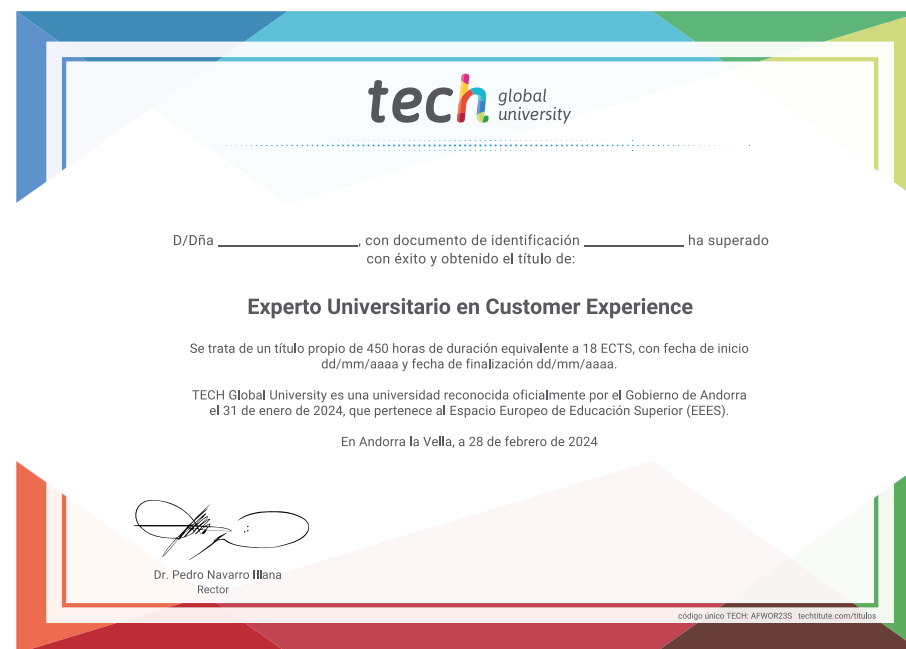 tech global university
D/Dña ____________________, con documento de identificación ______________ ha superado
con éxito y obtenido el título de:
Experto Universitario en Customer Experience
Se trata de un título propio de 450 horas de duración equivalente a 18 ECTS, con fecha de inicio
dd/mm/aaaa y fecha de finalización dd/mm/aaaa.
TECH Global University es una universidad reconocida oficialmente por el Gobierno de Andorra
el 31 de enero de 2024, que pertenece al Espacio Europeo de Educación Superior (EEES).
En Andorra la Vella, a 28 de febrero de 2024
Dr. Pedro Navarro Illana
Rector
código único TECH: AFWOR23S techtitute.com/titulos